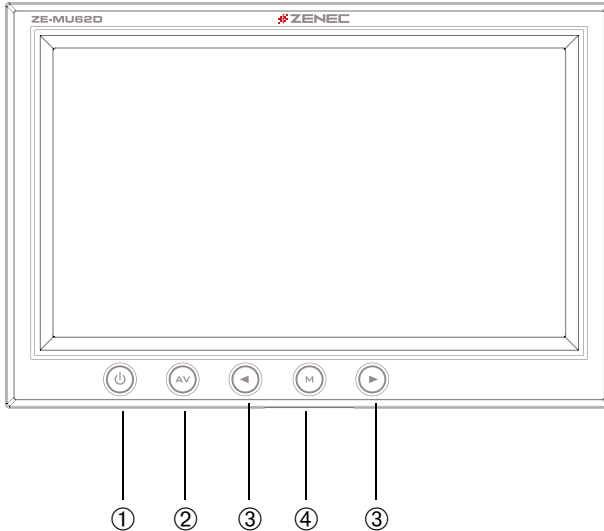 ZE-MU62D ZENEC
AV M
① ② ③ ④ ③